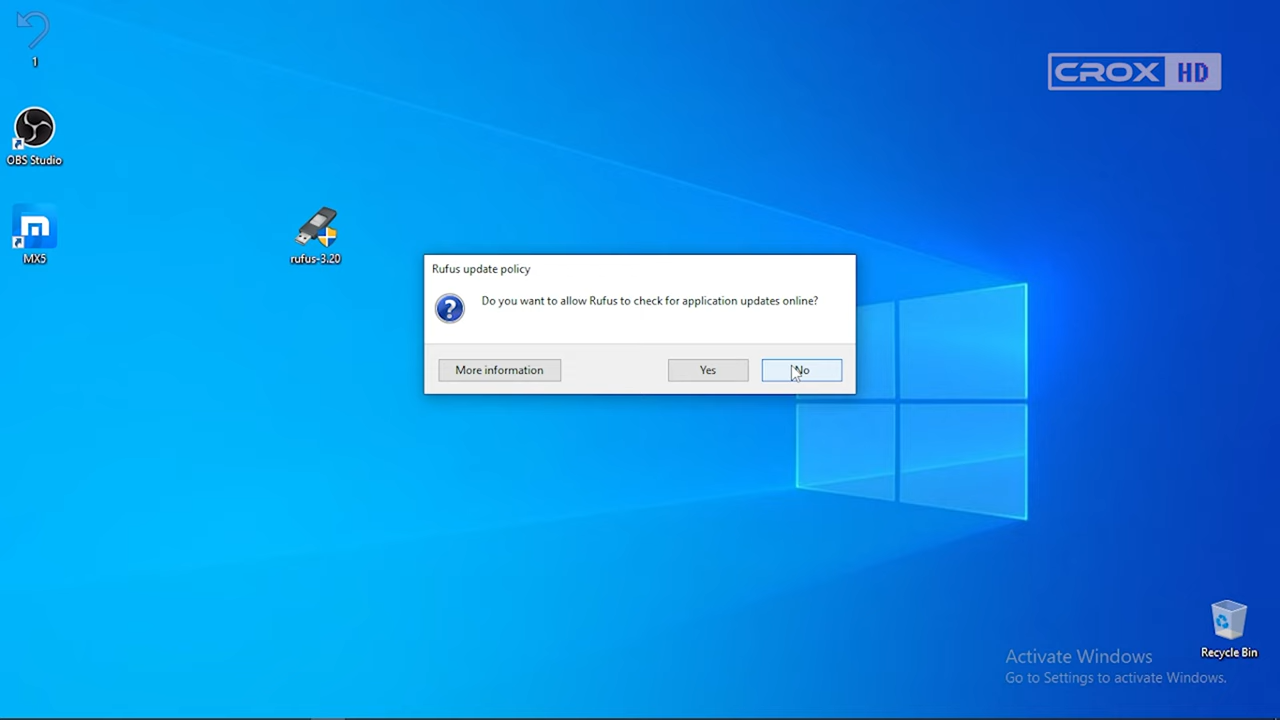 1
CROX HD
OBS Studio
MX5
rufus-3.20
Rufus update policy
Do you want to allow Rufus to check for application updates online?
More information
Yes
No
Recycle Bin
Activate Windows
Go to Settings to activate Windows.